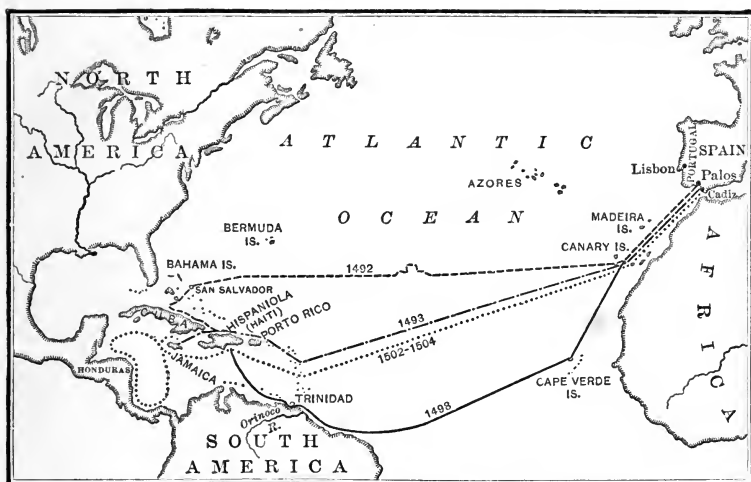 NORTH
AMERICA
ATLANTIC
OCEAN
AZORES
Lisbon
PORTUGAL
SPAIN
Palos
Cadiz
MADEIRA
IS.
CANARY IS.
BERMUDA
IS.
BAHAMA IS.
SAN SALVADOR
1492
CUBA
HISPANIOLA
(HAITI)
PORTO RICO
1493
1502-1504
JAMAICA
HONDURAS
TRINIDAD
CAPE VERDE
IS.
1498
Orinoco
R.
SOUTH
AMERICA
AFRICA